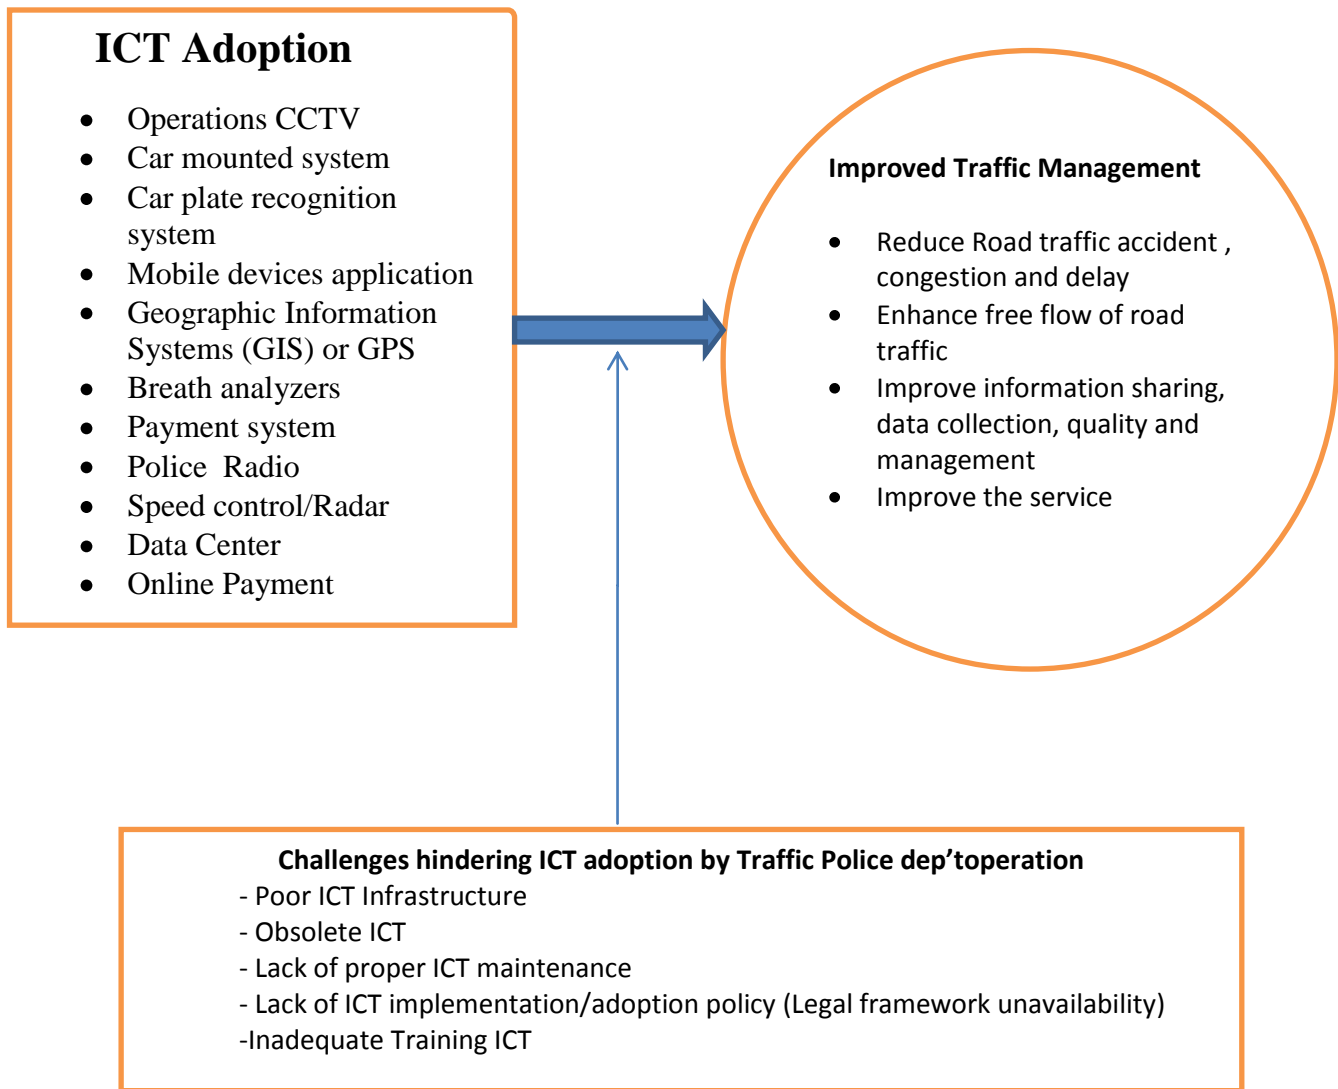 ICT Adoption
• Operations CCTV
• Car mounted system
• Car plate recognition
system
• Mobile devices application
• Geographic Information
Systems (GIS) or GPS
• Breath analyzers
• Payment system
• Police  Radio
• Speed control/Radar
• Data Center
• Online Payment
Improved Traffic Management
• Reduce Road traffic accident ,
congestion and delay
• Enhance free flow of road
traffic
• Improve information sharing,
data collection, quality and
management
• Improve the service
Challenges hindering ICT adoption by Traffic Police dep’toperation
- Poor ICT Infrastructure
- Obsolete ICT
- Lack of proper ICT maintenance
- Lack of ICT implementation/adoption policy (Legal framework unavailability)
-Inadequate Training ICT